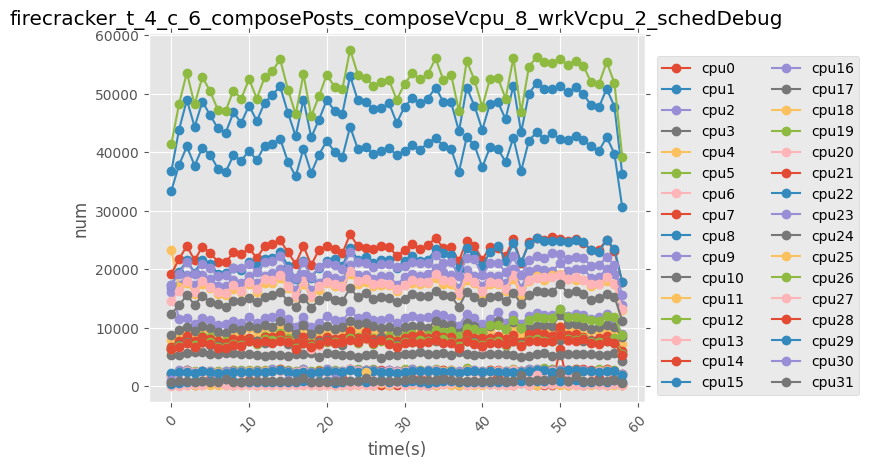 firecracker_t_4_c_6_composePosts_composeVcpu_8_wrkVcpu_2_schedDebug
60000
50000
40000
30000
20000
10000
0
num
0
10
20
30
40
50
60
time(s)
cpu0
cpu1
cpu2
cpu3
cpu4
cpu5
cpu6
cpu7
cpu8
cpu9
cpu10
cpu11
cpu12
cpu13
cpu14
cpu15
cpu16
cpu17
cpu18
cpu19
cpu20
cpu21
cpu22
cpu23
cpu24
cpu25
cpu26
cpu27
cpu28
cpu29
cpu30
cpu31